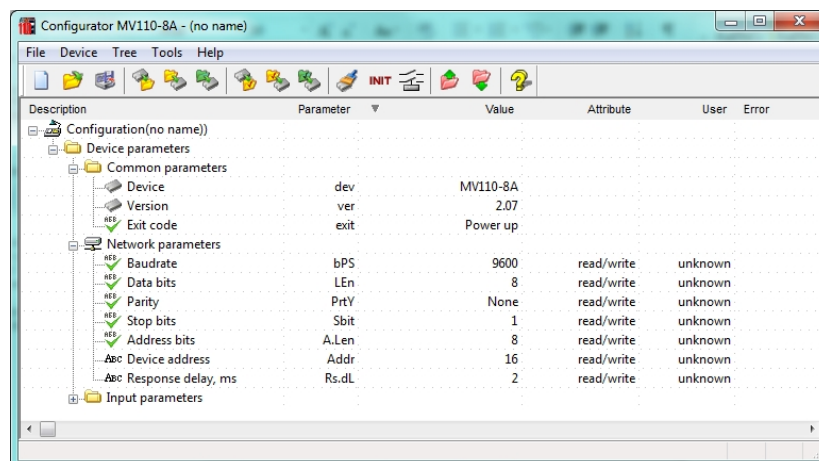 Configurator MV110-8A - (no name)
File Device Tree Tools Help
INIT
Description Parameter Value Attribute User Error
Configuration(no name))
Device parameters
Common parameters
Device dev MV110-8A
Version ver 2.07
Exit code exit Power up
Network parameters
Baudrate bPS 9600 read/write unknown
Data bits LEn 8 read/write unknown
Parity PrtY None read/write unknown
Stop bits Sbit 1 read/write unknown
Address bits A.Len 8 read/write unknown
ABC Device address Addr 16 read/write unknown
ABC Response delay, ms Rs.dL 2 read/write unknown
Input parameters